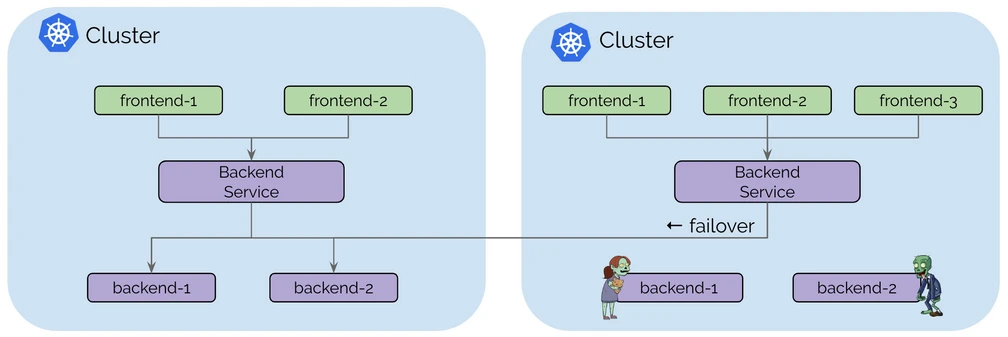 Cluster
frontend-1
frontend-2
Backend
Service
backend-1
backend-2
Cluster
frontend-1
frontend-2
frontend-3
Backend
Service
← failover
backend-1
backend-2